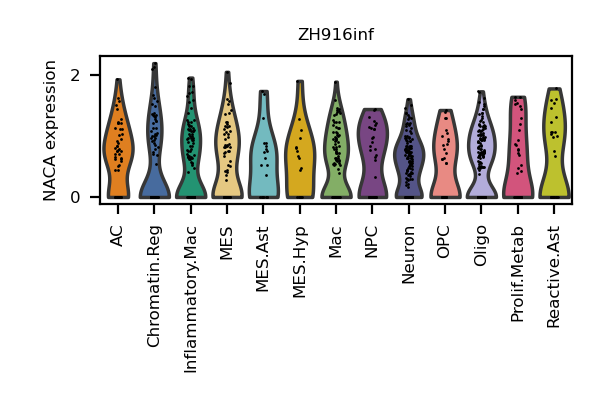 ZH916inf
NACA expression
2
0
AC
Chromatin.Reg
Inflammatory.Mac
MES
MES.Ast
MES.Hyp
Mac
NPC
Neuron
OPC
Oligo
Prolif.Metab
Reactive.Ast